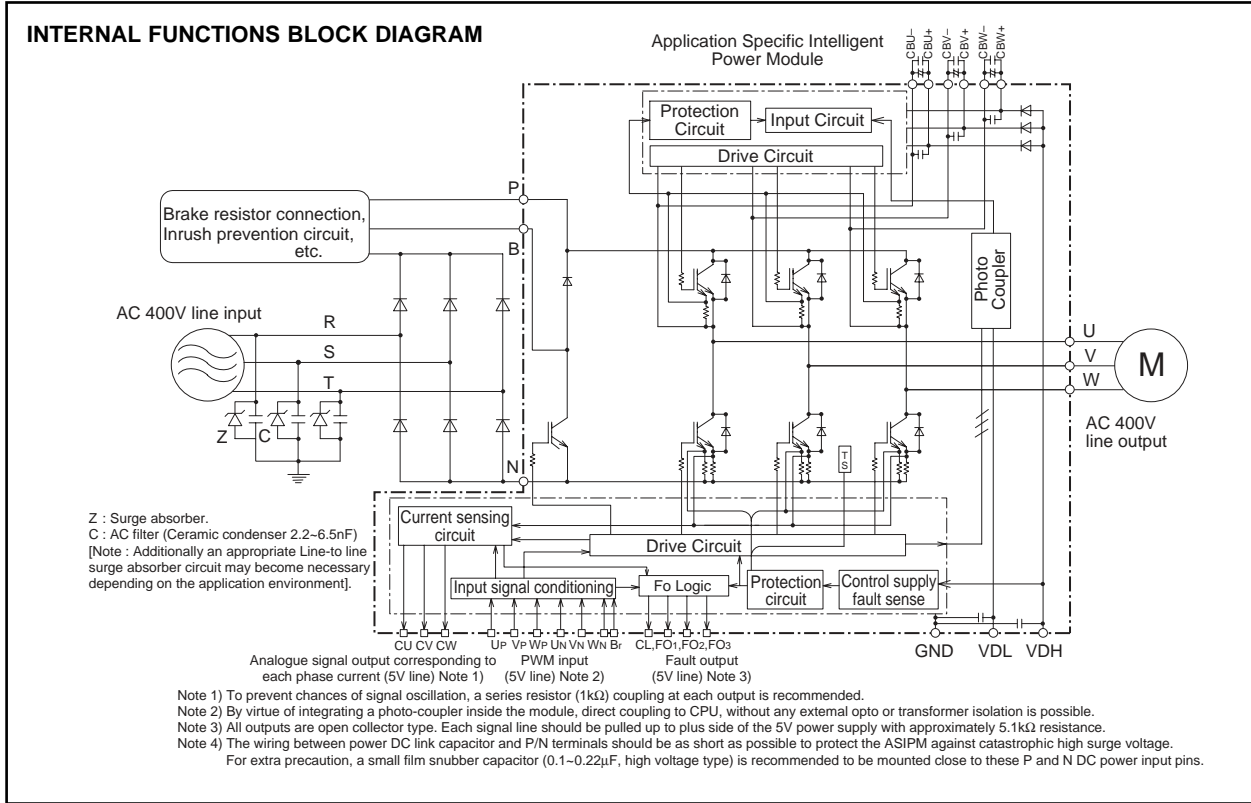 INTERNAL FUNCTIONS BLOCK DIAGRAM
Application Specific Intelligent
Power Module
CBU–
CBU+
CBV–
CBV+
CBW–
CBW+
Protection
Circuit
Input Circuit
Drive Circuit
P
B
Brake resistor connection,
Inrush prevention circuit,
etc.
Photo
Coupler
AC 400V line input
R
S
T
Z
C
N
U
V
W
M
AC 400V
line output
T
S
Z : Surge absorber.
C : AC filter (Ceramic condenser 2.2~6.5nF)
[Note : Additionally an appropriate Line-to line
surge absorber circuit may become necessary
depending on the application environment].
Current sensing
circuit
Drive Circuit
Input signal conditioning
Fo Logic
Protection
circuit
Control supply
fault sense
CU CV CW
UP VP WP UN VN WN Br
CL,FO1,FO2,FO3
GND VDL VDH
Analogue signal output corresponding to
each phase current (5V line) Note 1)
PWM input
(5V line) Note 2)
Fault output
(5V line) Note 3)
Note 1) To prevent chances of signal oscillation, a series resistor (1kΩ) coupling at each output is recommended.
Note 2) By virtue of integrating a photo-coupler inside the module, direct coupling to CPU, without any external opto or transformer isolation is possible.
Note 3) All outputs are open collector type. Each signal line should be pulled up to plus side of the 5V power supply with approximately 5.1kΩ resistance.
Note 4) The wiring between power DC link capacitor and P/N terminals should be as short as possible to protect the ASIPM against catastrophic high surge voltage.
For extra precaution, a small film snubber capacitor (0.1~0.22µF, high voltage type) is recommended to be mounted close to these P and N DC power input pins.